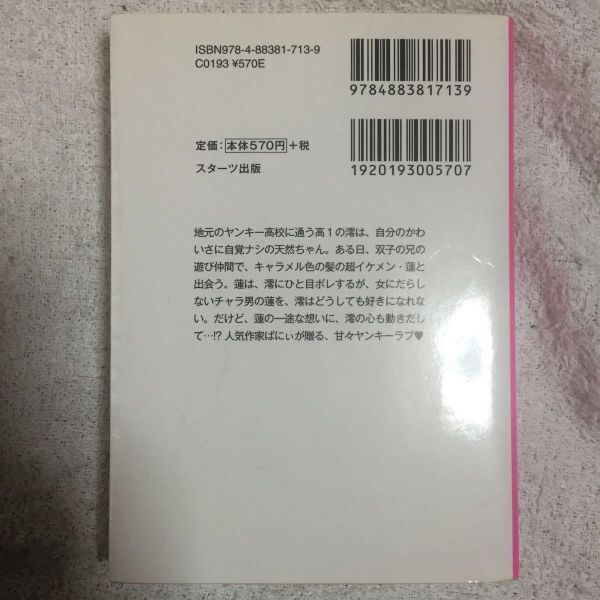 ISBN978-4-88381-713-9
C0193 ¥570E
9784883817139
定価：本体570円＋税
スターツ出版
1920193005707
地元のヤンキー高校に通う高1の澪は、自分のかわ
いさに自覚ナシの天然ちゃん。ある日、双子の兄の
遊び仲間で、キャラメル色の髪の超イケメン・蓮と
出会う。蓮は、澪にひと目ボレするが、女にだらし
ないチャラ男の蓮を、澪はどうしても好きになれな
い。だけど、蓮の一途な想いに、澪の心も動きだし
て…!? 人気作家ばにぃが贈る、甘々ヤンキーラブ♥